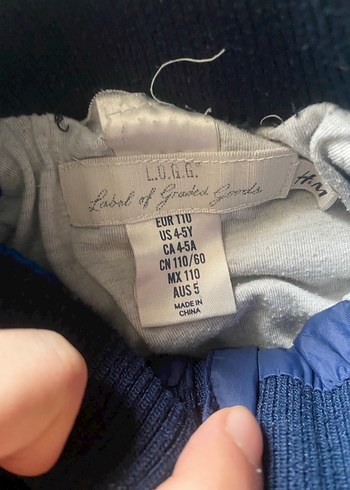 L.O.G.G.
Label of Graded Goods
H&M
EUR 110
US 4-5Y
CA 4-5A
CN 110/60
MX 110
AUS 5
MADE IN
CHINA